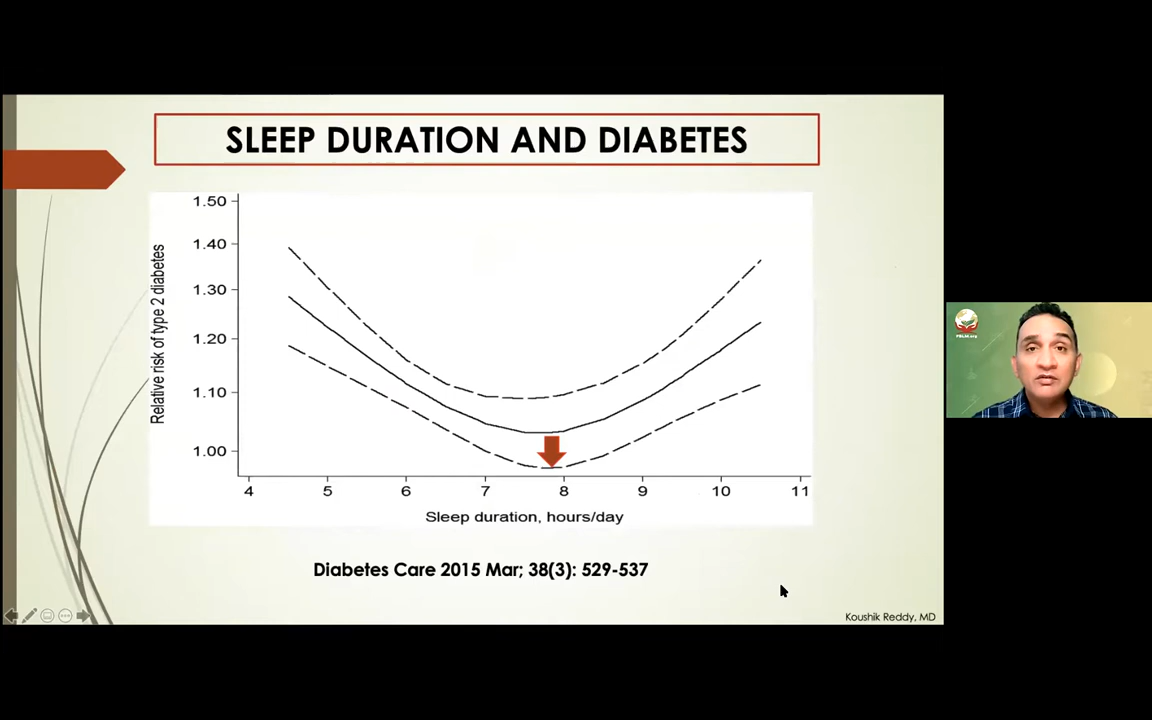 SLEEP DURATION AND DIABETES
1.50
1.40
1.30
1.20
1.10
1.00
Relative risk of type 2 diabetes
4 5 6 7 8 9 10 11
Sleep duration, hours/day
Diabetes Care 2015 Mar; 38(3): 529-537
Koushik Reddy, MD